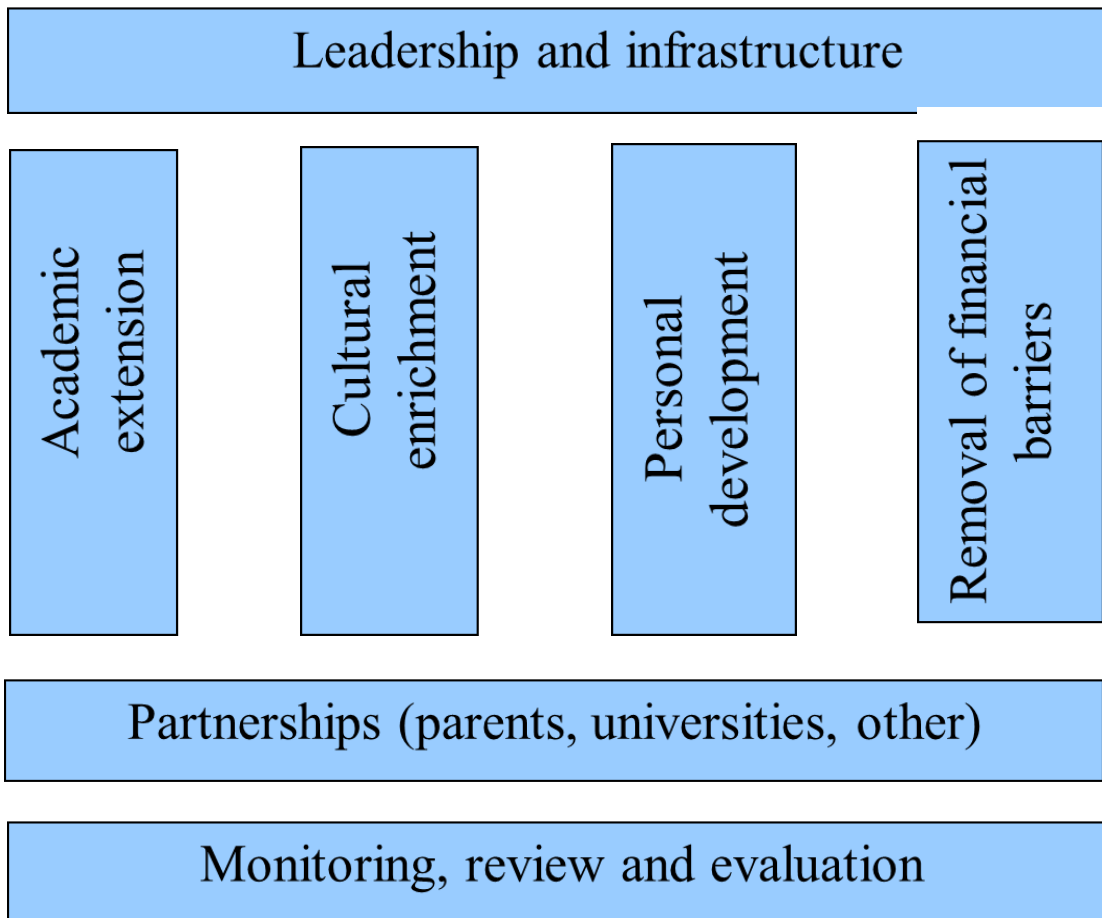 Leadership and infrastructure
Academic
extension
Cultural
enrichment
Personal
development
Removal of financial
barriers
Partnerships (parents, universities, other)
Monitoring, review and evaluation